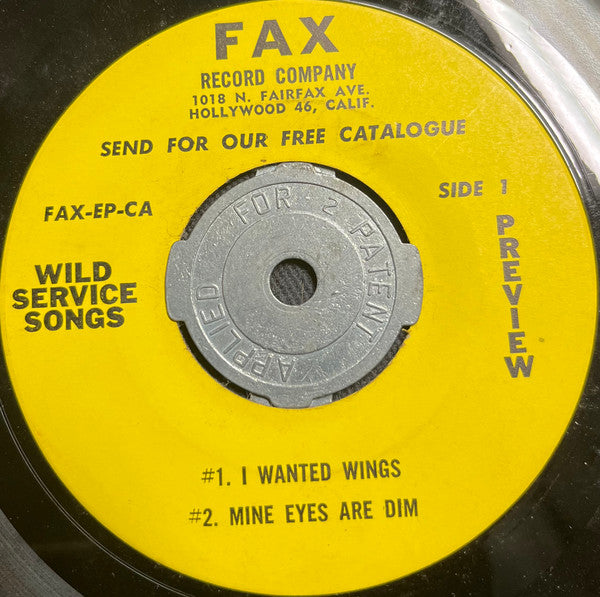 FAX
RECORD COMPANY
1018 N. FAIRFAX AVE.
HOLLYWOOD 46, CALIF.
SEND FOR OUR FREE CATALOGUE
FAX-EP-CA
SIDE 1
WILD
SERVICE
SONGS
PREVIEW
FOR 2 PATENT
APPLIED
#1. I WANTED WINGS
#2. MINE EYES ARE DIM